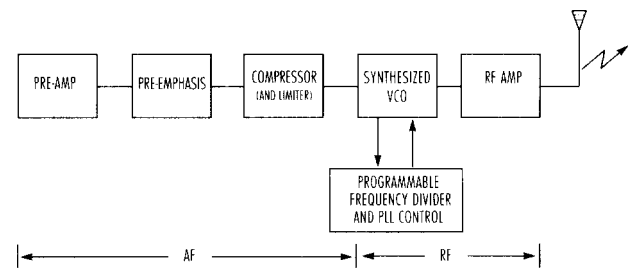 PRE-AMP
PRE-EMPHASIS
COMPRESSOR
(AND LIMITER)
SYNTHESIZED
VCO
RF AMP
PROGRAMMABLE
FREQUENCY DIVIDER
AND PLL CONTROL
AF
RF